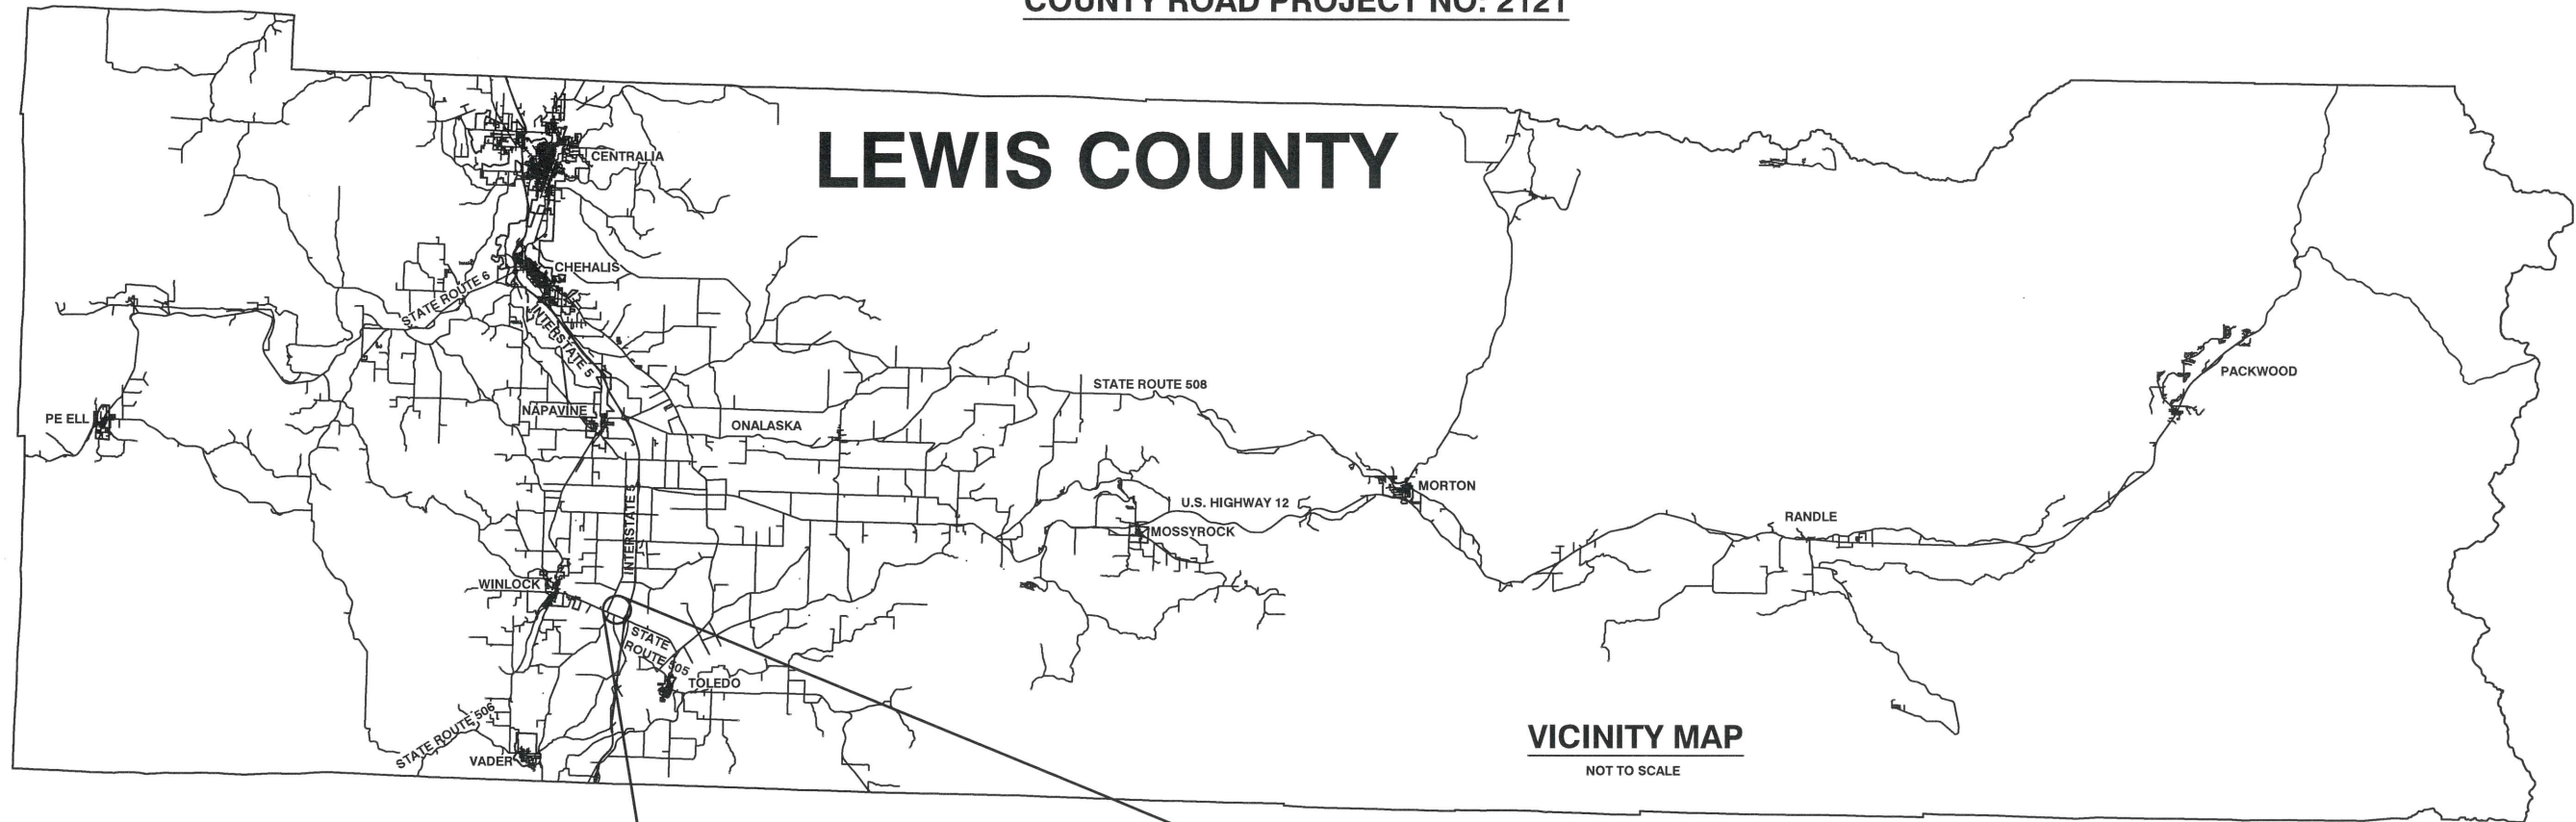 COUNTY ROAD PROJECT NO. 2121
LEWIS COUNTY
CENTRALIA
CHEHALIS
STATE ROUTE 6
INTERSTATE 5
STATE ROUTE 508
PACKWOOD
PE ELL
NAPAVINE
ONALASKA
MORTON
U.S. HIGHWAY 12
INTERSTATE 5
MOSSYROCK
RANDLE
WINLOCK
STATE
ROUTE 505
TOLEDO
STATE ROUTE 506
VADER
VICINITY MAP
NOT TO SCALE